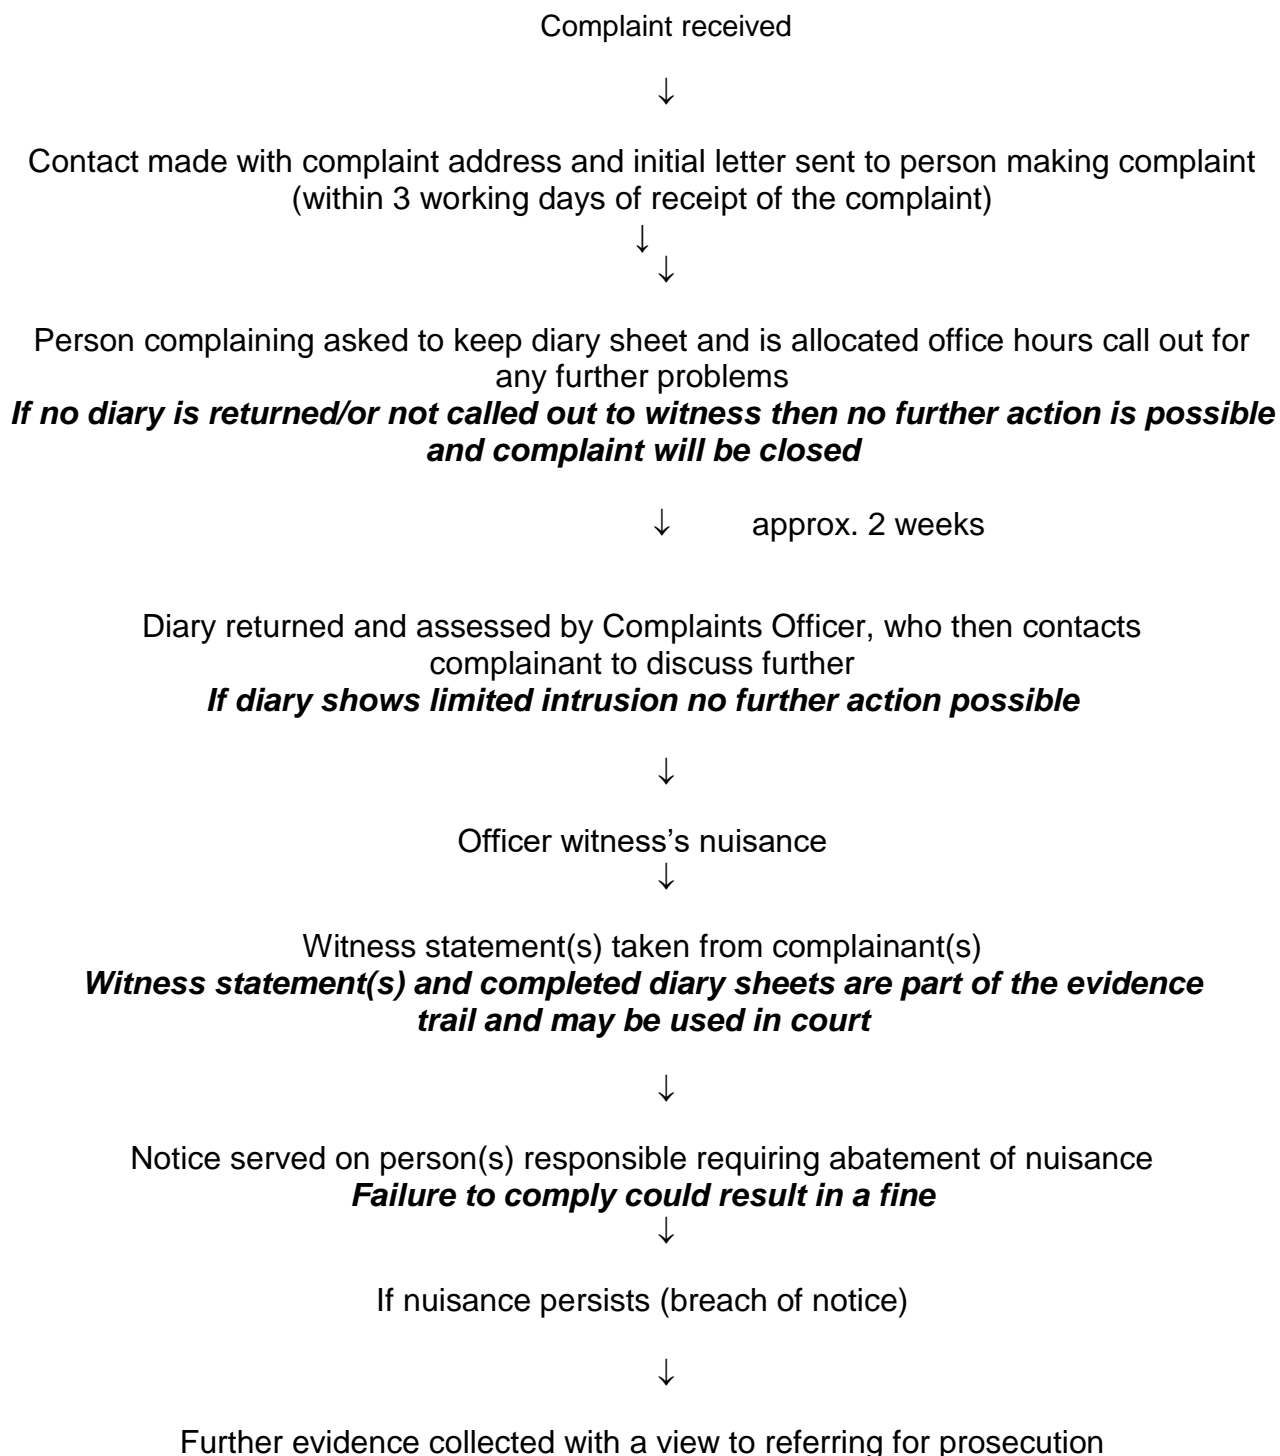 Complaint received
↓
Contact made with complaint address and initial letter sent to person making complaint
(within 3 working days of receipt of the complaint)
↓
↓
Person complaining asked to keep diary sheet and is allocated office hours call out for
any further problems
If no diary is returned/or not called out to witness then no further action is possible
and complaint will be closed
↓ approx. 2 weeks
Diary returned and assessed by Complaints Officer, who then contacts
complainant to discuss further
If diary shows limited intrusion no further action possible
↓
Officer witness's nuisance
↓
Witness statement(s) taken from complainant(s)
Witness statement(s) and completed diary sheets are part of the evidence
trail and may be used in court
↓
Notice served on person(s) responsible requiring abatement of nuisance
Failure to comply could result in a fine
↓
If nuisance persists (breach of notice)
↓
Further evidence collected with a view to referring for prosecution